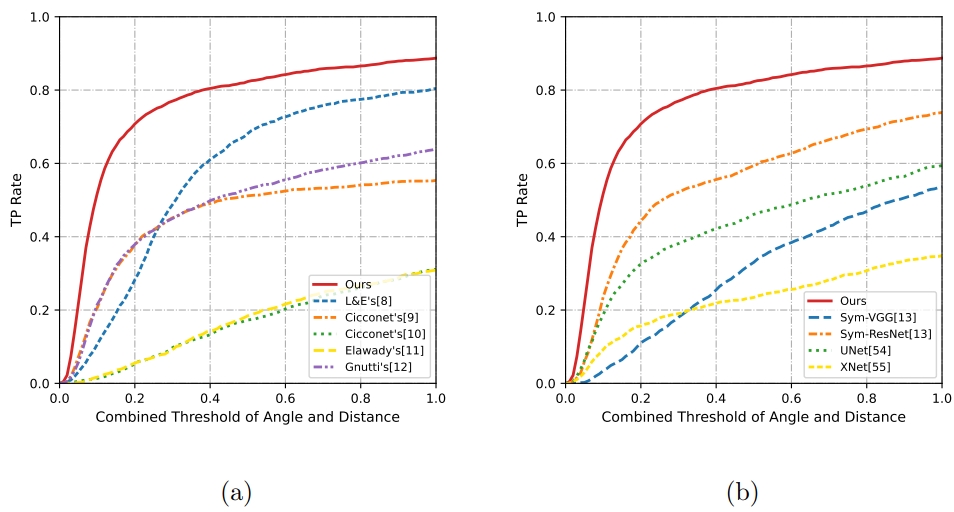 1.0
0.8
0.6
0.4
0.2
0.0
TP Rate
0.0 0.2 0.4 0.6 0.8 1.0
Combined Threshold of Angle and Distance
Ours
L&E's[8]
Cicconet's[9]
Cicconet's[10]
Elawady's[11]
Gnutti's[12]
(a)
1.0
0.8
0.6
0.4
0.2
0.0
TP Rate
0.0 0.2 0.4 0.6 0.8 1.0
Combined Threshold of Angle and Distance
Ours
Sym-VGG[13]
Sym-ResNet[13]
UNet[54]
XNet[55]
(b)